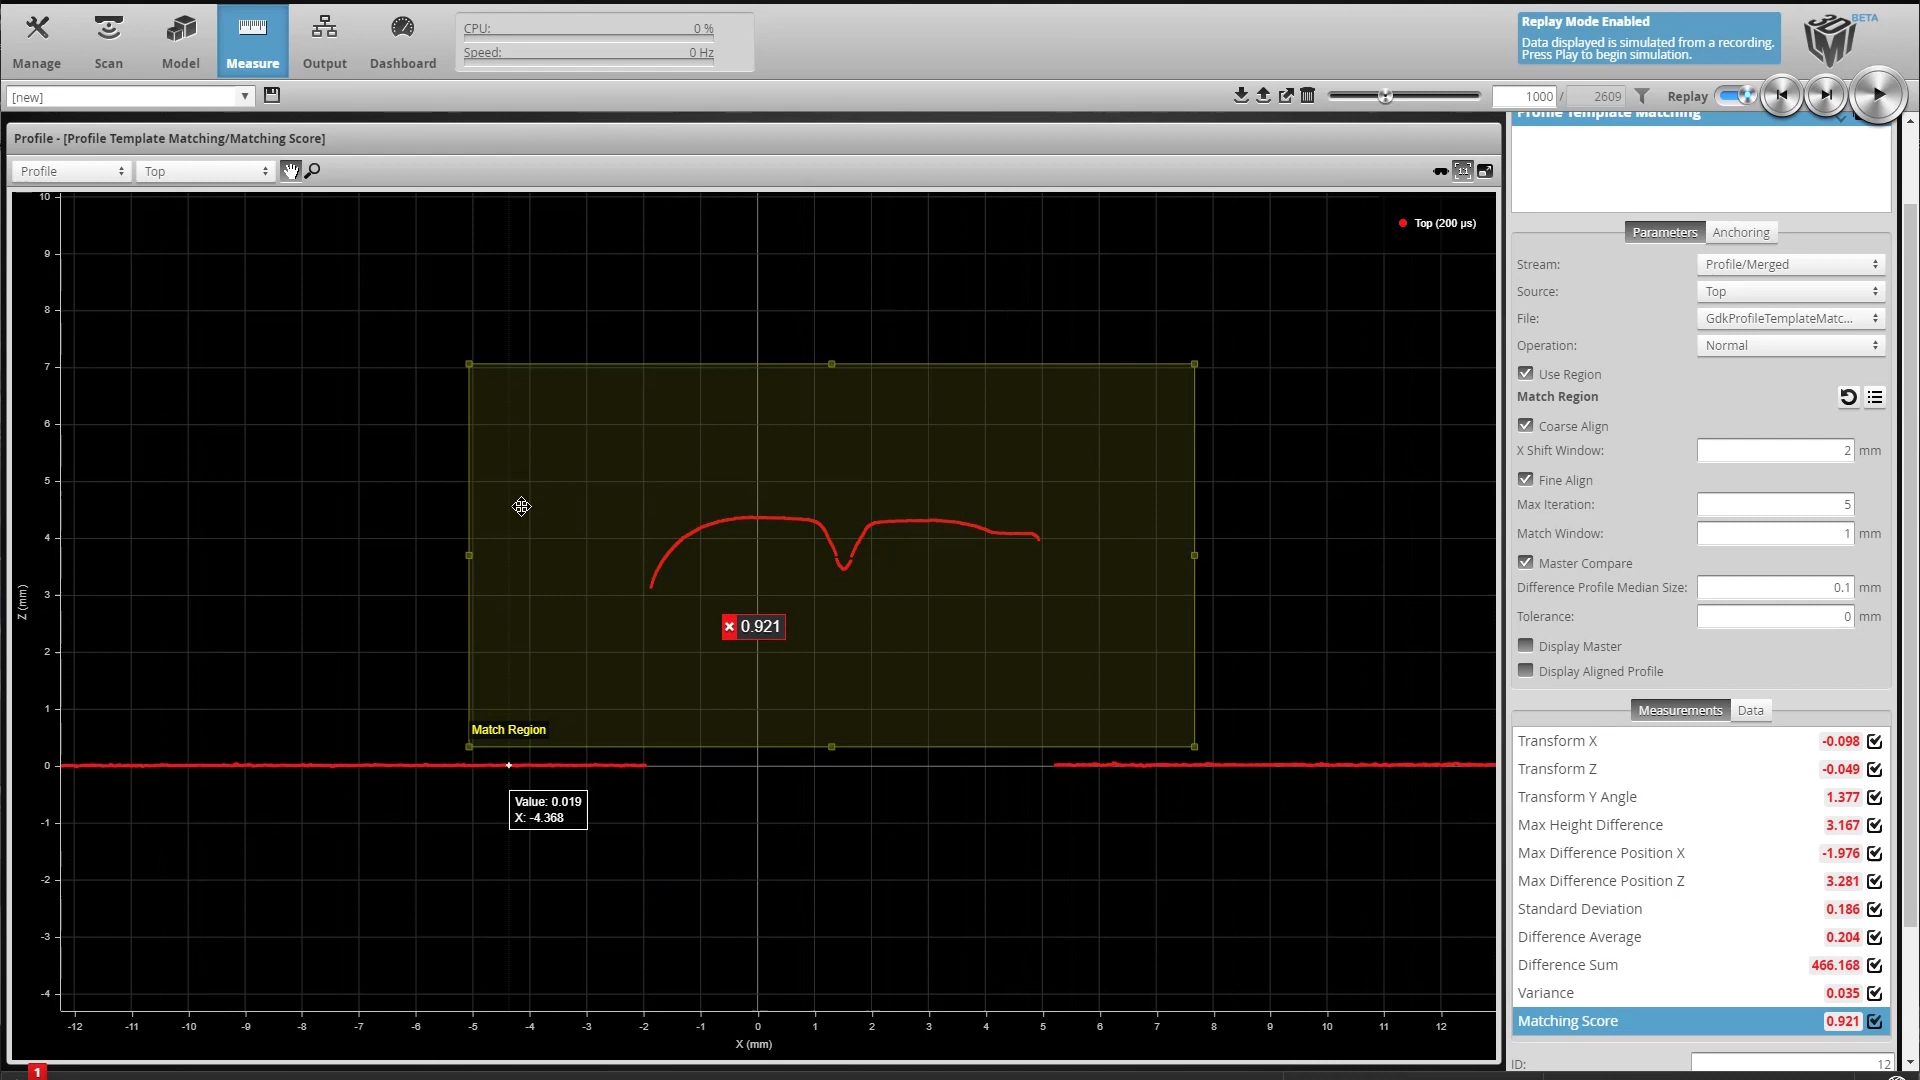 Manage
Scan
Model
Measure
Output
Dashboard
CPU: 0 %
Speed: 0 Hz
Replay Mode Enabled
Data displayed is simulated from a recording.
Press Play to begin simulation.
BETA
[new]
1000 / 2609
Replay
Profile - [Profile Template Matching/Matching Score]
Profile
Top
Top (200 µs)
10
9
8
7
6
5
4
3
2
1
0
-1
-2
-3
-4
Z (mm)
0.921
Match Region
Value: 0.019
X: -4.368
-12 -11 -10 -9 -8 -7 -6 -5 -4 -3 -2 -1 0 1 2 3 4 5 6 7 8 9 10 11 12
X (mm)
1
Profile Template Matching
Parameters Anchoring
Stream: Profile/Merged
Source: Top
File: GdkProfileTemplateMatc...
Operation: Normal
Use Region
Match Region
Coarse Align
X Shift Window: 2 mm
Fine Align
Max Iteration: 5
Match Window: 1 mm
Master Compare
Difference Profile Median Size: 0.1 mm
Tolerance: 0 mm
Display Master
Display Aligned Profile
Measurements Data
Transform X -0.098
Transform Z -0.049
Transform Y Angle 1.377
Max Height Difference 3.167
Max Difference Position X -1.976
Max Difference Position Z 3.281
Standard Deviation 0.186
Difference Average 0.204
Difference Sum 466.168
Variance 0.035
Matching Score 0.921
ID: 12